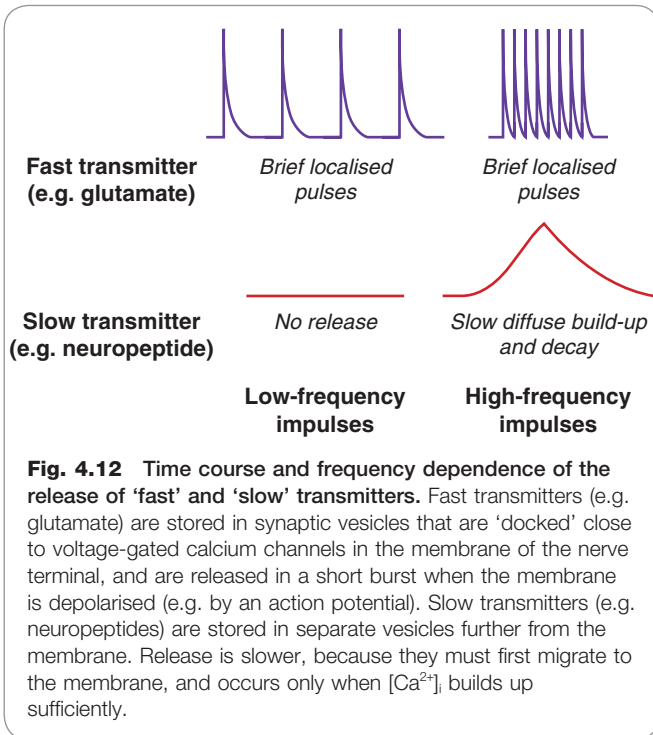 Fast transmitter
(e.g. glutamate)
Brief localised
pulses
Brief localised
pulses
Slow transmitter
(e.g. neuropeptide)
No release
Slow diffuse build-up
and decay
Low-frequency
impulses
High-frequency
impulses
Fig. 4.12 Time course and frequency dependence of the
release of ‘fast’ and ‘slow’ transmitters. Fast transmitters (e.g.
glutamate) are stored in synaptic vesicles that are ‘docked’ close
to voltage-gated calcium channels in the membrane of the nerve
terminal, and are released in a short burst when the membrane
is depolarised (e.g. by an action potential). Slow transmitters (e.g.
neuropeptides) are stored in separate vesicles further from the
membrane. Release is slower, because they must first migrate to
the membrane, and occurs only when [Ca²⁺]ᵢ builds up
sufficiently.